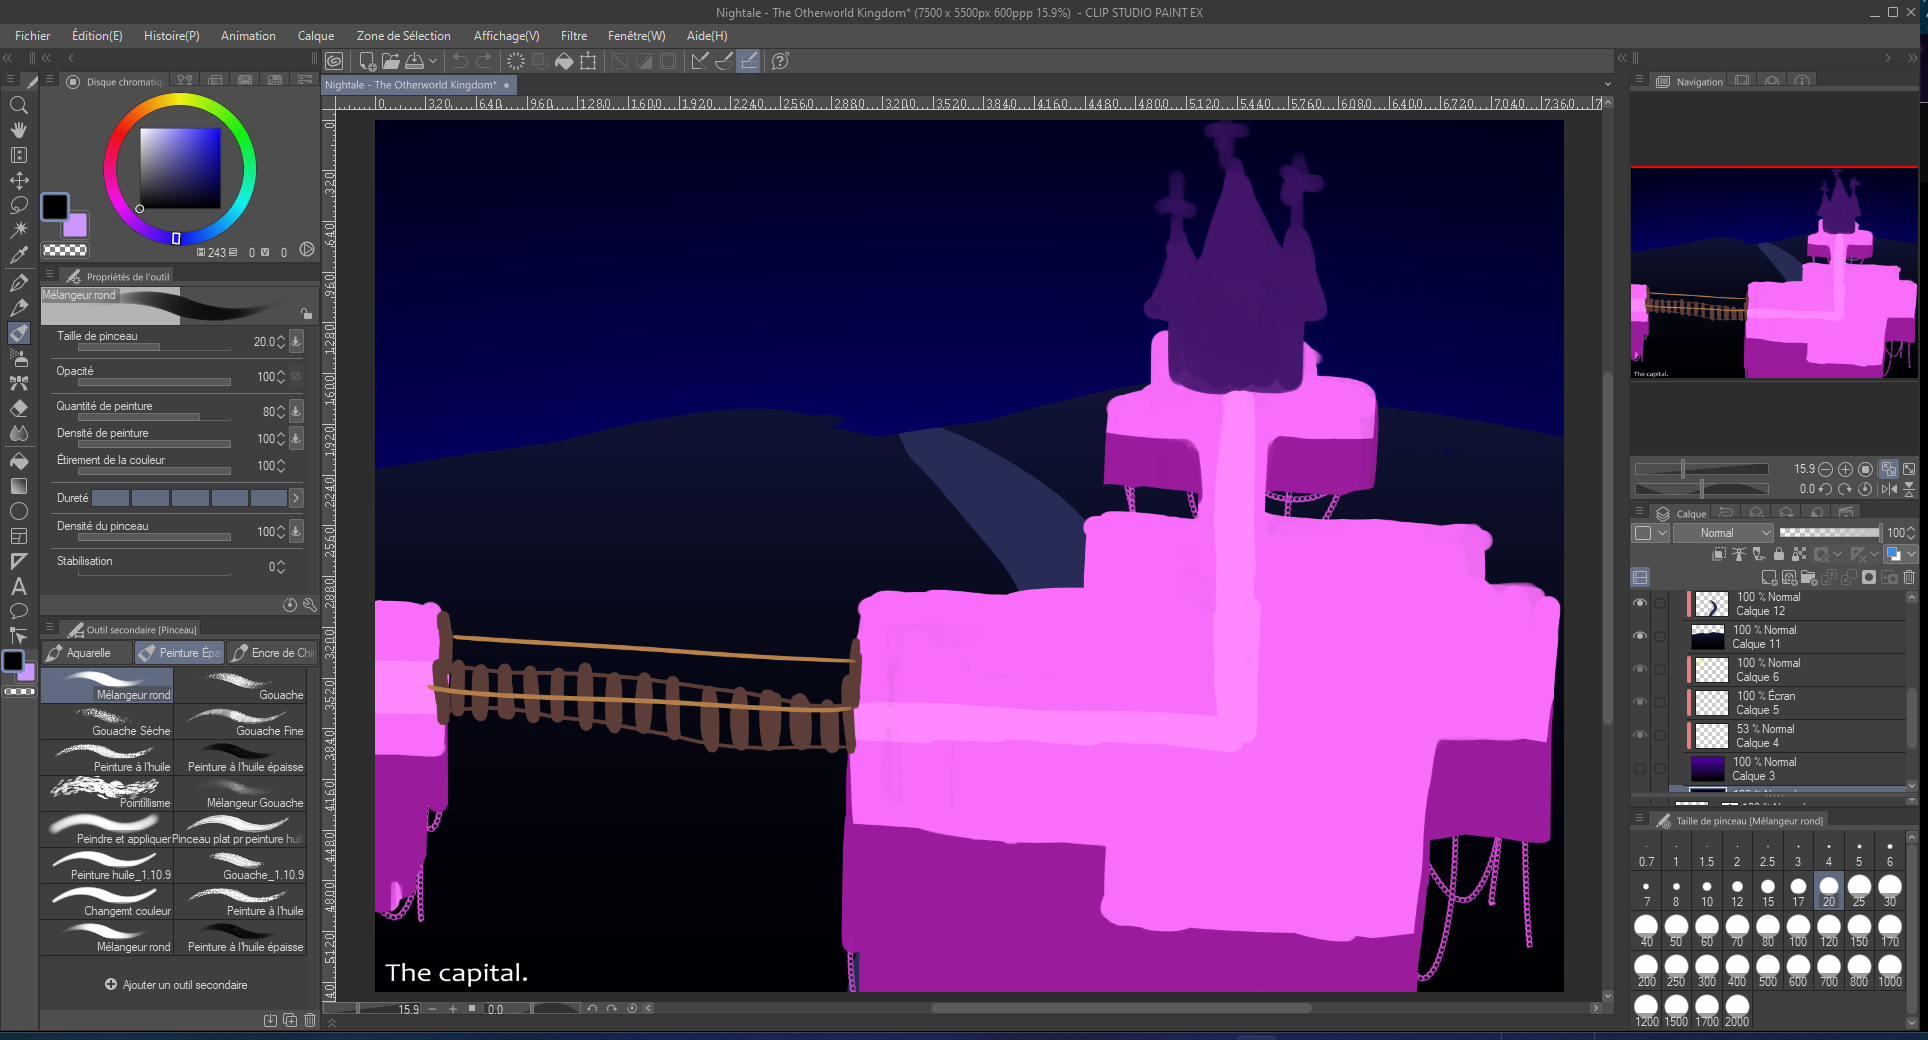 Nightale - The Otherworld Kingdom* (7500 x 5500px 600ppp 15.9%) - CLIP STUDIO PAINT EX
Fichier Édition(E) Histoire(P) Animation Calque Zone de Sélection Affichage(V) Filtre Fenêtre(W) Aide(H)
Disque chromatiq
Nightale - The Otherworld Kingdom*
0 320 640 960 1280 1600 1920 2240 2560 2880 3200 3520 3840 4160 4480 4800 5120 5440 5760 6080 6400 6720 7040 7360
243 0 0
Propriétés de l'outil
Mélangeur rond
Taille de pinceau 20.0
Opacité 100
Quantité de peinture 80
Densité de peinture 100
Étirement de la couleur 100
Dureté
Densité du pinceau 100
Stabilisation 0
Outil secondaire [Pinceau]
Aquarelle Peinture Épa Encre de Chi
Mélangeur rond Gouache
Gouache Sèche Gouache Fine
Peinture à l'huile Peinture à l'huile épaisse
Pointillisme Mélangeur Gouache
Peindre et appliquer Pinceau plat pr peinture hui
Peinture huile_1.10.9 Gouache_1.10.9
Changemt couleur Peinture à l'huile
Mélangeur rond Peinture à l'huile épaisse
Ajouter un outil secondaire
The capital.
15.9 0.0
Navigation
The capital.
15.9
0.0
Calque
Normal 100
100 % Normal
Calque 12
100 % Normal
Calque 11
100 % Normal
Calque 6
100 % Écran
Calque 5
53 % Normal
Calque 4
100 % Normal
Calque 3
Taille de pinceau [Mélangeur rond]
0.7 1 1.5 2 2.5 3 4 5 6
7 8 10 12 15 17 20 25 30
40 50 60 70 80 100 120 150 170
200 250 300 400 500 600 700 800 1000
1200 1500 1700 2000